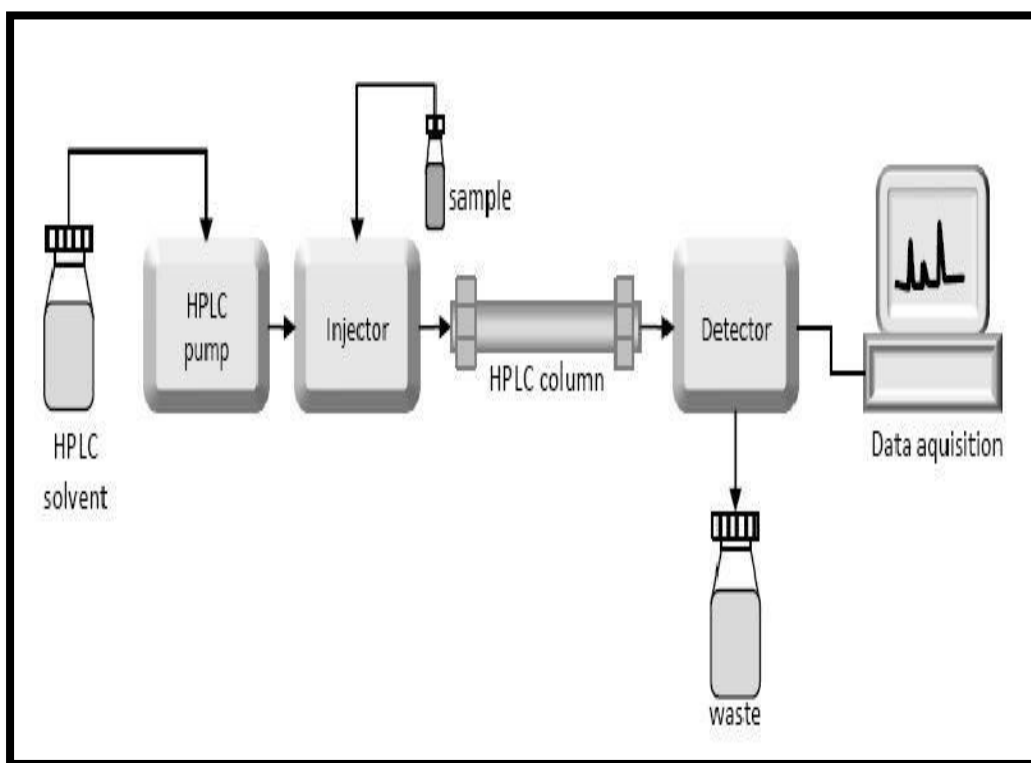 HPLC
solvent
HPLC
pump
sample
Injector
HPLC column
Detector
Data aquisition
waste